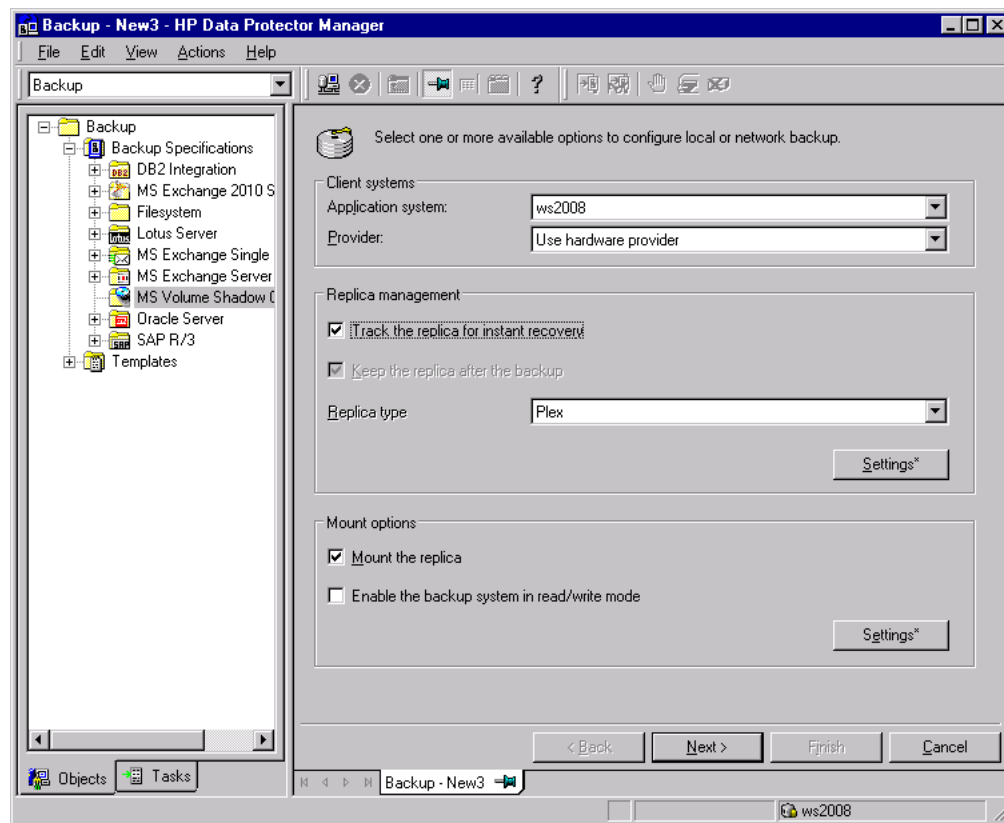 Backup - New3 - HP Data Protector Manager
File Edit View Actions Help
Backup
?
Backup
Backup Specifications
DB2 Integration
MS Exchange 2010 S
Filesystem
Lotus Server
MS Exchange Single
MS Exchange Server
MS Volume Shadow C
Oracle Server
SAP R/3
Templates
Objects
Tasks
Select one or more available options to configure local or network backup.
Client systems
Application system:
ws2008
Provider:
Use hardware provider
Replica management
Track the replica for instant recovery
Keep the replica after the backup
Replica type
Plex
Settings*
Mount options
Mount the replica
Enable the backup system in read/write mode
Settings*
< Back
Next >
Finish
Cancel
Backup - New3
ws2008